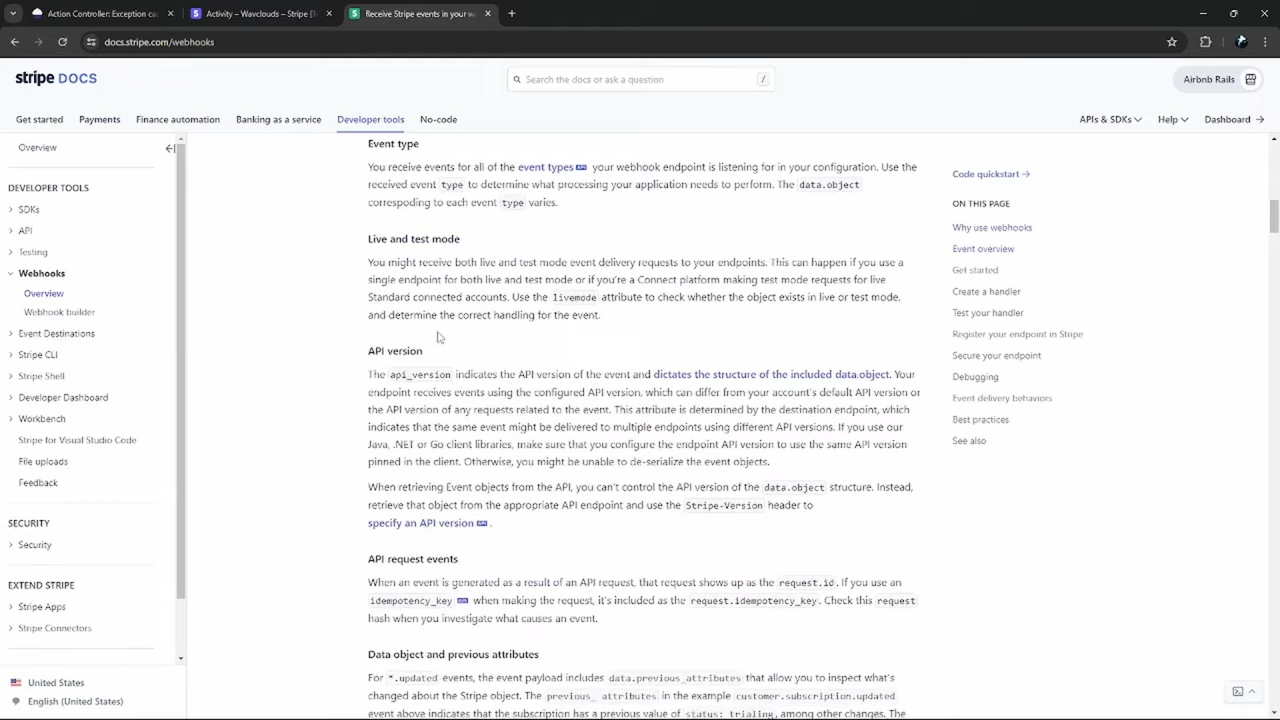 Action Controller: Exception ca
Activity – Wavclouds – Stripe [T
Receive Stripe events in your w
docs.stripe.com/webhooks
stripe DOCS
Search the docs or ask a question
/
Airbnb Rails
Get started
Payments
Finance automation
Banking as a service
Developer tools
No-code
APIs & SDKs
Help
Dashboard →
Overview
DEVELOPER TOOLS
SDKs
API
Testing
Webhooks
Overview
Webhook builder
Event Destinations
Stripe CLI
Stripe Shell
Developer Dashboard
Workbench
Stripe for Visual Studio Code
File uploads
Feedback
SECURITY
Security
EXTEND STRIPE
Stripe Apps
Stripe Connectors
United States
English (United States)
Event type
You receive events for all of the event types API your webhook endpoint is listening for in your configuration. Use the
received event type to determine what processing your application needs to perform. The data.object
correspoding to each event type varies.
Live and test mode
You might receive both live and test mode event delivery requests to your endpoints. This can happen if you use a
single endpoint for both live and test mode or if you're a Connect platform making test mode requests for live
Standard connected accounts. Use the livemode attribute to check whether the object exists in live or test mode,
and determine the correct handling for the event.
API version
The api_version indicates the API version of the event and dictates the structure of the included data.object. Your
endpoint receives events using the configured API version, which can differ from your account's default API version or
the API version of any requests related to the event. This attribute is determined by the destination endpoint, which
indicates that the same event might be delivered to multiple endpoints using different API versions. If you use our
Java, .NET or Go client libraries, make sure that you configure the endpoint API version to use the same API version
pinned in the client. Otherwise, you might be unable to de-serialize the event objects.
When retrieving Event objects from the API, you can't control the API version of the data.object structure. Instead,
retrieve that object from the appropriate API endpoint and use the Stripe-Version header to
specify an API version API .
API request events
When an event is generated as a result of an API request, that request shows up as the request.id. If you use an
idempotency_key API when making the request, it's included as the request.idempotency_key. Check this request
hash when you investigate what causes an event.
Data object and previous attributes
For *.updated events, the event payload includes data.previous_attributes that allow you to inspect what's
changed about the Stripe object. The previous_ attributes in the example customer.subscription.updated
event above indicates that the subscription has a previous value of status: trialing, among other changes. The
Code quickstart →
ON THIS PAGE
Why use webhooks
Event overview
Get started
Create a handler
Test your handler
Register your endpoint in Stripe
Secure your endpoint
Debugging
Event delivery behaviors
Best practices
See also